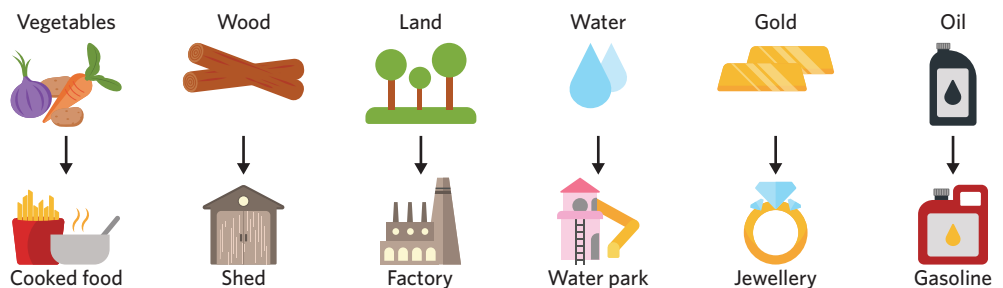 Vegetables
Wood
Land
Water
Gold
Oil
Cooked food
Shed
Factory
Water park
Jewellery
Gasoline